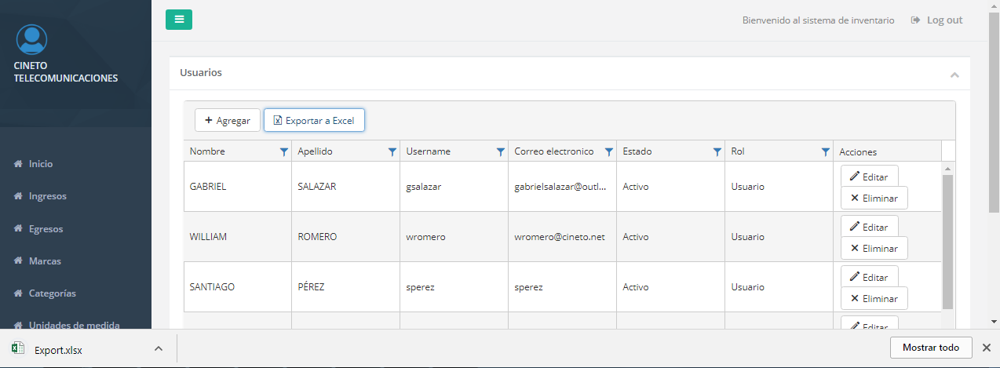 CINETO
TELECOMUNICACIONES
Bienvenido al sistema de inventario Log out
Inicio
Ingresos
Egresos
Marcas
Categorías
Unidades de medida
Usuarios
Agregar Exportar a Excel
Nombre Apellido Username Correo electronico Estado Rol Acciones
GABRIEL SALAZAR gsalazar gabrielsalazar@outl... Activo Usuario Editar
Eliminar
WILLIAM ROMERO wromero wromero@cineto.net Activo Usuario Editar
Eliminar
SANTIAGO PÉREZ sperez sperez Activo Usuario Editar
Eliminar
Editar
Export.xlsx Mostrar todo